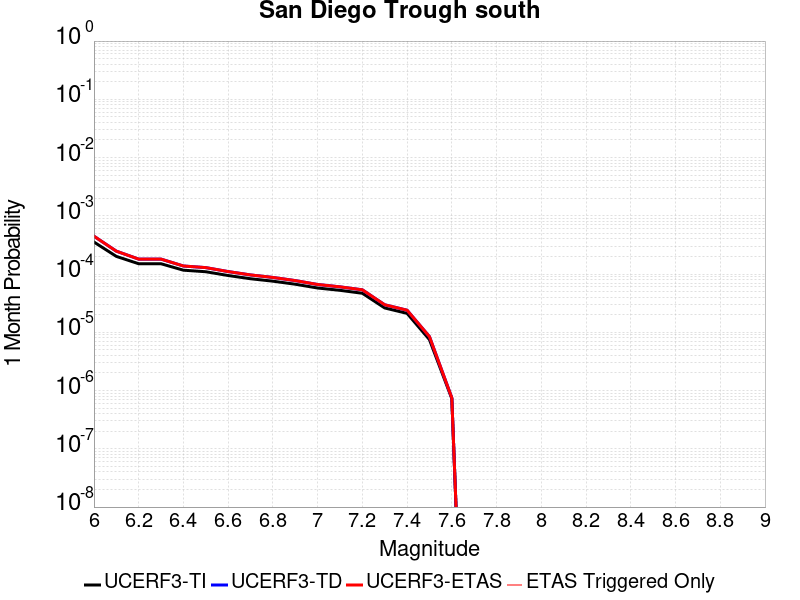 San Diego Trough south
10^0
10^-1
10^-2
10^-3
10^-4
10^-5
10^-6
10^-7
10^-8
1 Month Probability
6 6.2 6.4 6.6 6.8 7 7.2 7.4 7.6 7.8 8 8.2 8.4 8.6 8.8 9
Magnitude
UCERF3-TI UCERF3-TD UCERF3-ETAS ETAS Triggered Only